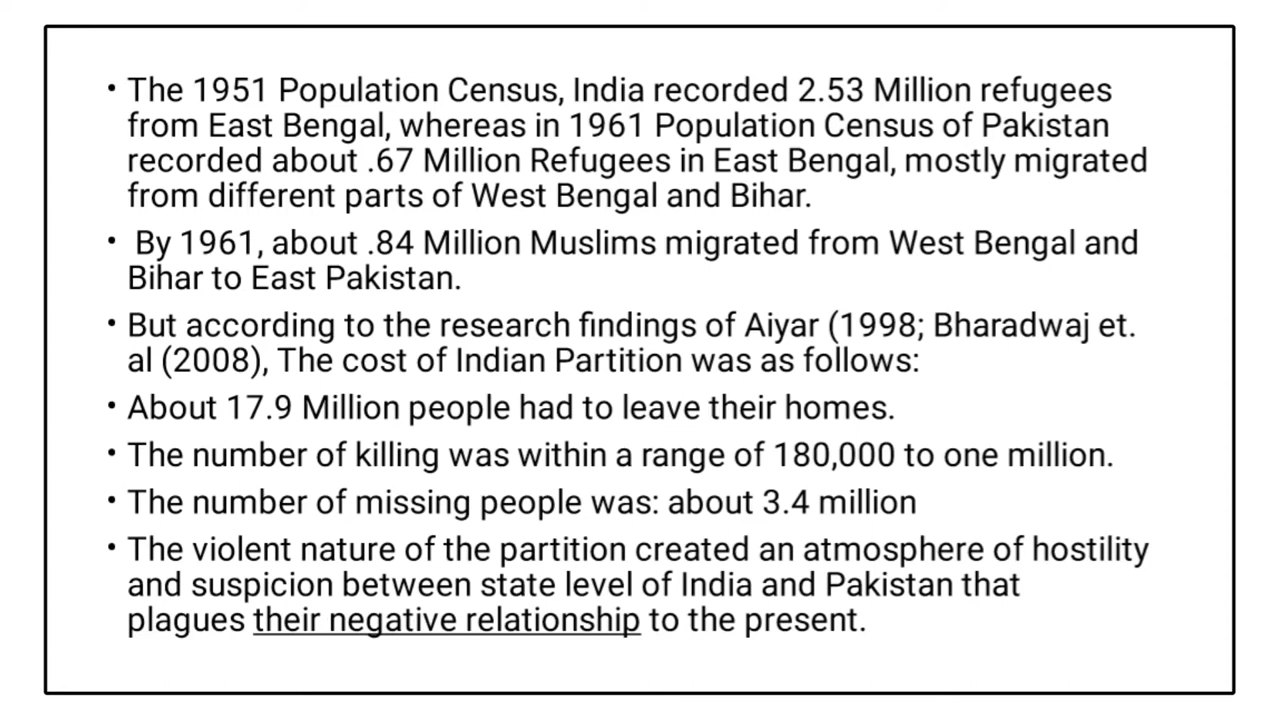 • The 1951 Population Census, India recorded 2.53 Million refugees
from East Bengal, whereas in 1961 Population Census of Pakistan
recorded about .67 Million Refugees in East Bengal, mostly migrated
from different parts of West Bengal and Bihar.
• By 1961, about .84 Million Muslims migrated from West Bengal and
Bihar to East Pakistan.
• But according to the research findings of Aiyar (1998; Bharadwaj et.
al (2008), The cost of Indian Partition was as follows:
• About 17.9 Million people had to leave their homes.
• The number of killing was within a range of 180,000 to one million.
• The number of missing people was: about 3.4 million
• The violent nature of the partition created an atmosphere of hostility
and suspicion between state level of India and Pakistan that
plagues their negative relationship to the present.